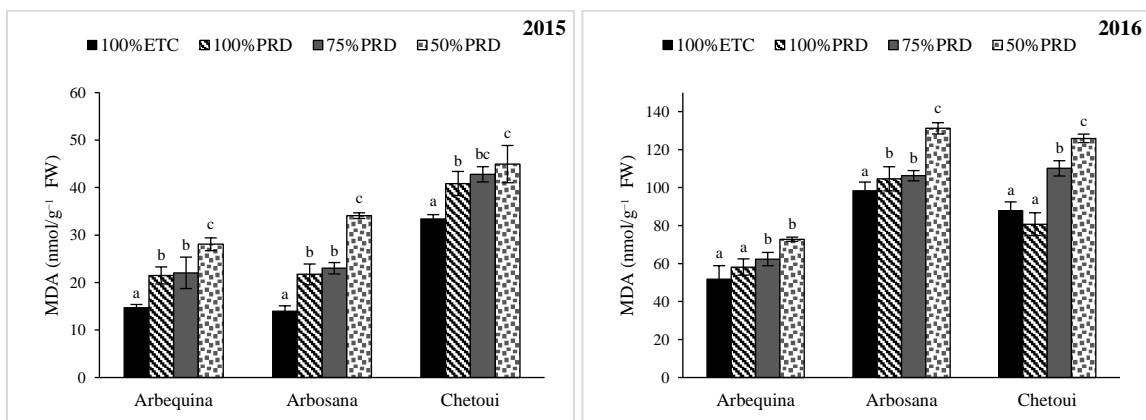 2015
100%ETC 100%PRD 75%PRD 50%PRD
MDA (nmol/g⁻¹ FW)
60
50
40
30
20
10
0
a b b c
a b b c
a b bc c
Arbequina Arbosana Chetoui
2016
100%ETC 100%PRD 75%PRD 50%PRD
MDA (nmol/g⁻¹ FW)
140
120
100
80
60
40
20
0
a a b b
a b b c
a a b c
Arbequina Arbosana Chetoui